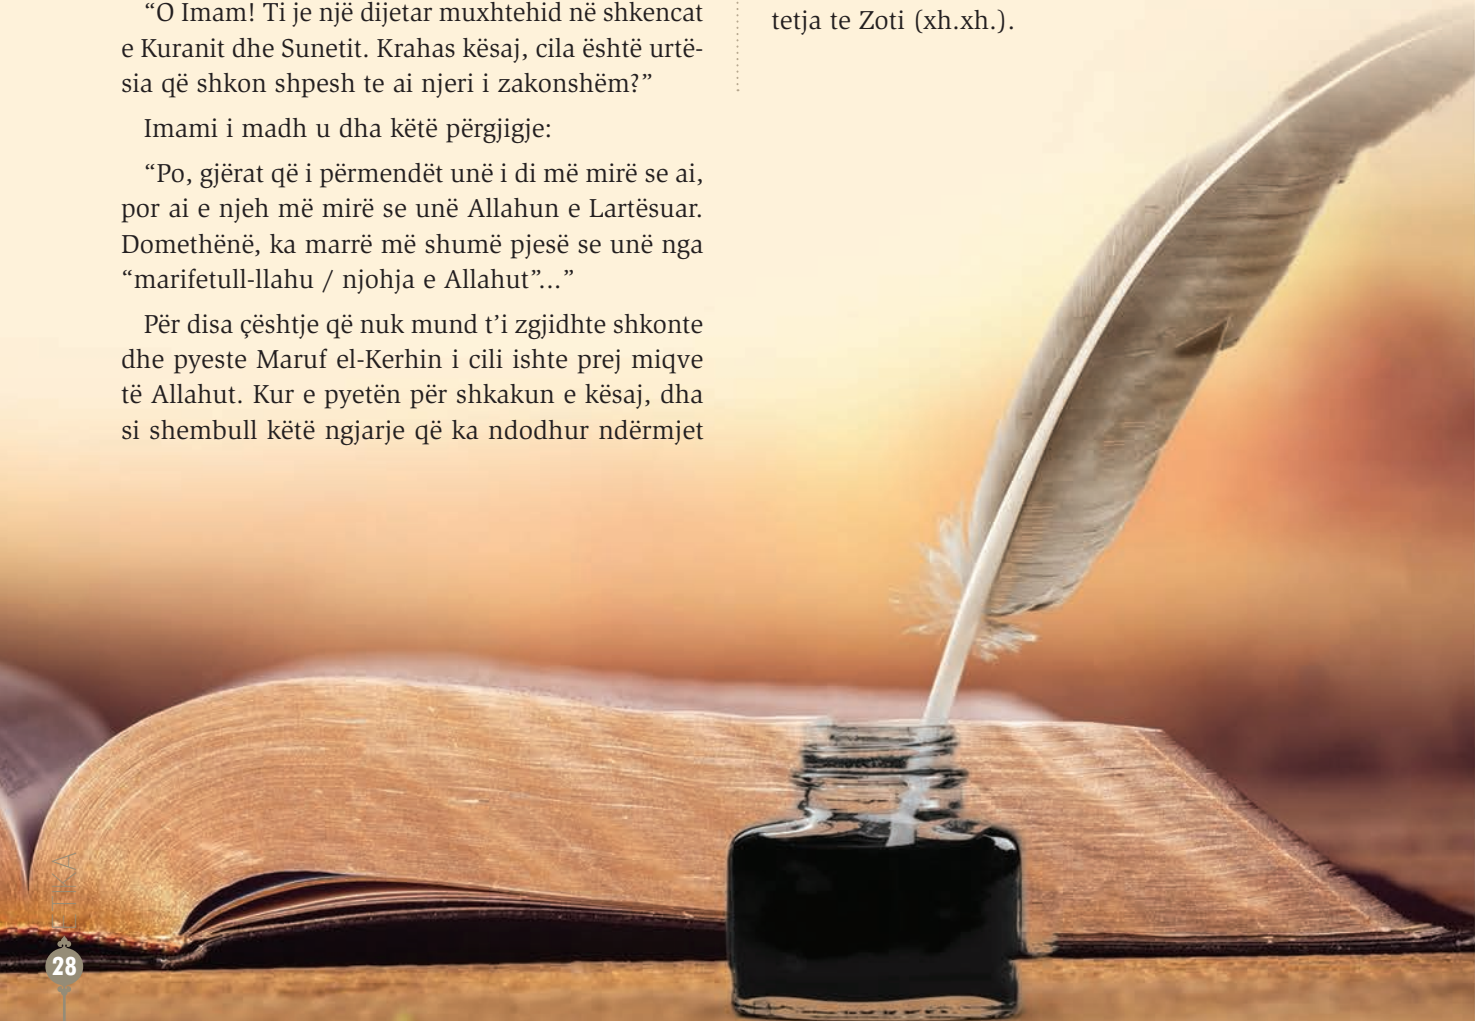 “O Imam! Ti je një dijetar muxhtehid në shkencat
e Kuranit dhe Sunetit. Krahas kësaj, cila është urtë-
sia që shkon shpesh te ai njeri i zakonshëm?”
Imami i madh u dha këtë përgjigje:
“Po, gjërat që i përmendët unë i di më mirë se ai,
por ai e njeh më mirë se unë Allahun e Lartësuar.
Domethënë, ka marrë më shumë pjesë se unë nga
“marifetull-llahu / njohja e Allahut”...”
Për disa çështje që nuk mund t’i zgjidhte shkonte
dhe pyeste Maruf el-Kerhin i cili ishte prej miqve
të Allahut. Kur e pyetën për shkakun e kësaj, dha
si shembull këtë ngjarje që ka ndodhur ndërmjet
tetja te Zoti (xh.xh.).
28